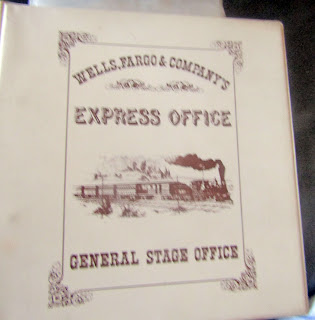 WELLS, FARGO & COMPANY'S
EXPRESS OFFICE
GENERAL STAGE OFFICE